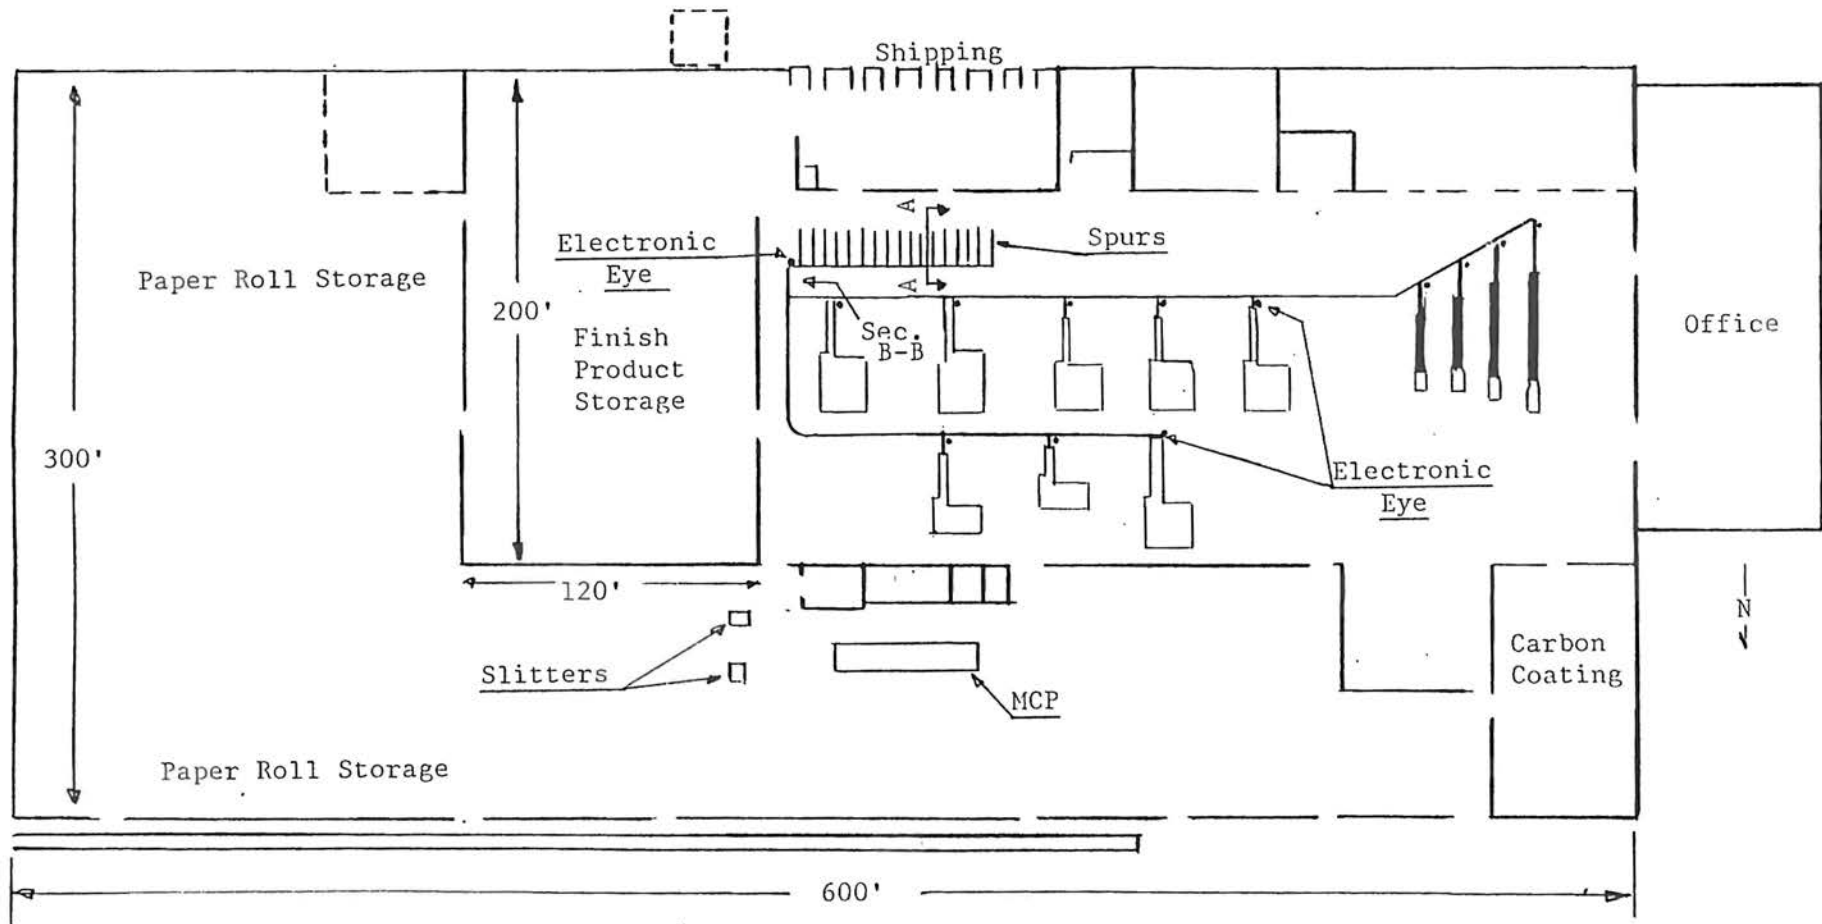 Shipping
A
Spurs
Electronic
Eye
Paper Roll Storage
A
200'
Sec.
B-B
Office
Finish
Product
Storage
300'
Electronic
Eye
120'
N
Slitters
Carbon
Coating
MCP
Paper Roll Storage
600'